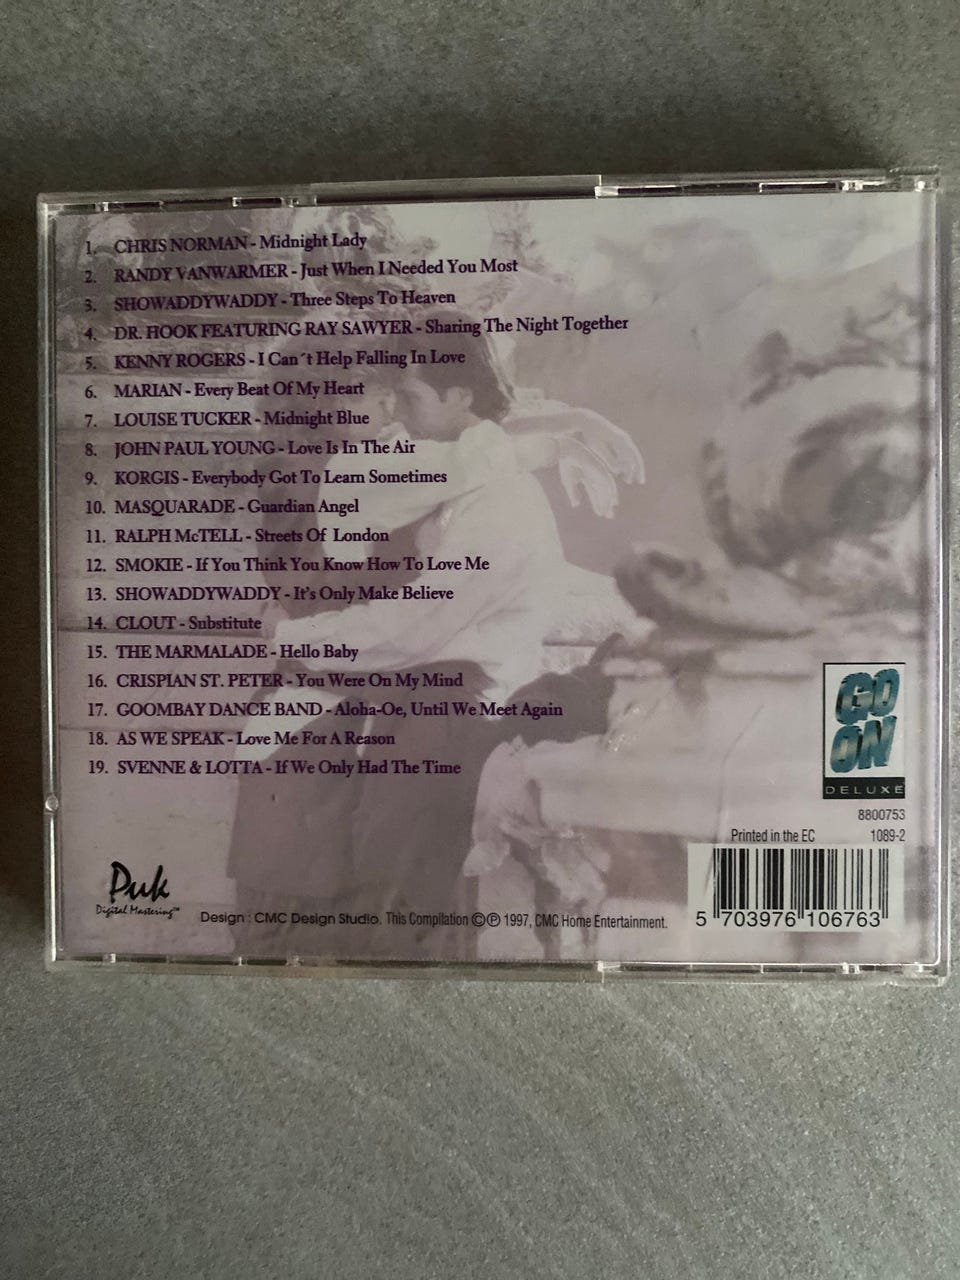 1. CHRIS NORMAN - Midnight Lady
2. RANDY VANWARMER - Just When I Needed You Most
3. SHOWADDYWADDY - Three Steps To Heaven
4. DR. HOOK FEATURING RAY SAWYER - Sharing The Night Together
5. KENNY ROGERS - I Can´t Help Falling In Love
6. MARIAN - Every Beat Of My Heart
7. LOUISE TUCKER - Midnight Blue
8. JOHN PAUL YOUNG - Love Is In The Air
9. KORGIS - Everybody Got To Learn Sometimes
10. MASQUARADE - Guardian Angel
11. RALPH McTELL - Streets Of London
12. SMOKIE - If You Think You Know How To Love Me
13. SHOWADDYWADDY - It's Only Make Believe
14. CLOUT - Substitute
15. THE MARMALADE - Hello Baby
16. CRISPIAN ST. PETER - You Were On My Mind
17. GOOMBAY DANCE BAND - Aloha-Oe, Until We Meet Again
18. AS WE SPEAK - Love Me For A Reason
19. SVENNE & LOTTA - If We Only Had The Time
GO
ON
DELUXE
8800753
Printed in the EC 1089-2
Puk
Digital Mastering™
Design : CMC Design Studio. This Compilation ©℗ 1997, CMC Home Entertainment.
5 703976 106763